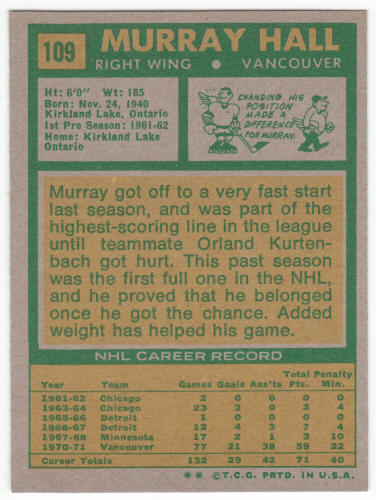 109
MURRAY HALL
RIGHT WING • VANCOUVER
Ht: 6'0" Wt: 185
Born: Nov. 24, 1940
Kirkland Lake, Ontario
1st Pro Season: 1961-62
Home: Kirkland Lake
Ontario
CHANGING HIS
POSITION
MADE A
DIFFERENCE
FOR MURRAY.
Murray got off to a very fast start
last season, and was part of the
highest-scoring line in the league
until teammate Orland Kurten-
bach got hurt. This past season
was the first full one in the NHL,
and he proved that he belonged
once he got the chance. Added
weight has helped his game.
NHL CAREER RECORD
Total Penalty
Year Team Games Goals Ass'ts Pts. Min.
1961-62 Chicago 2 0 0 0 0
1963-64 Chicago 23 2 0 2 4
1965-66 Detroit 1 0 0 0 0
1966-67 Detroit 12 4 3 7 4
1967-68 Minnesota 17 2 1 3 10
1970-71 Vancouver 77 21 38 59 22
Career Totals 132 29 42 71 40
** ©T.C.G. PRTD. IN U.S.A.